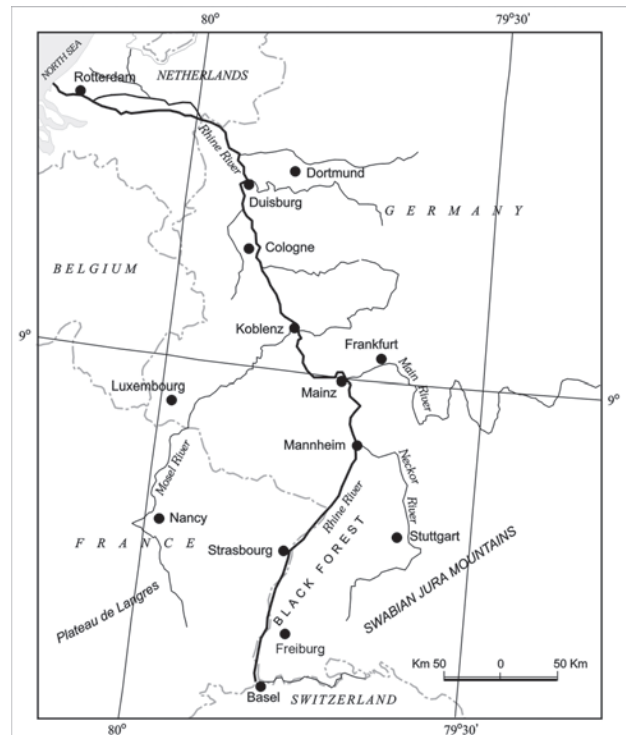 80°
79°30'
NORTH SEA
Rotterdam
NETHERLANDS
Rhine River
Dortmund
Duisburg
GERMANY
Cologne
BELGIUM
9°
Koblenz
Frankfurt
Main River
Luxembourg
Mainz
9°
Mannheim
Mosel River
Neckor River
Rhine River
Nancy
Stuttgart
FRANCE
Strasbourg
BLACK FOREST
SWABIAN JURA MOUNTAINS
Plateau de Langres
Freiburg
Km 50 0 50 Km
Basel
SWITZERLAND
80°
79°30'